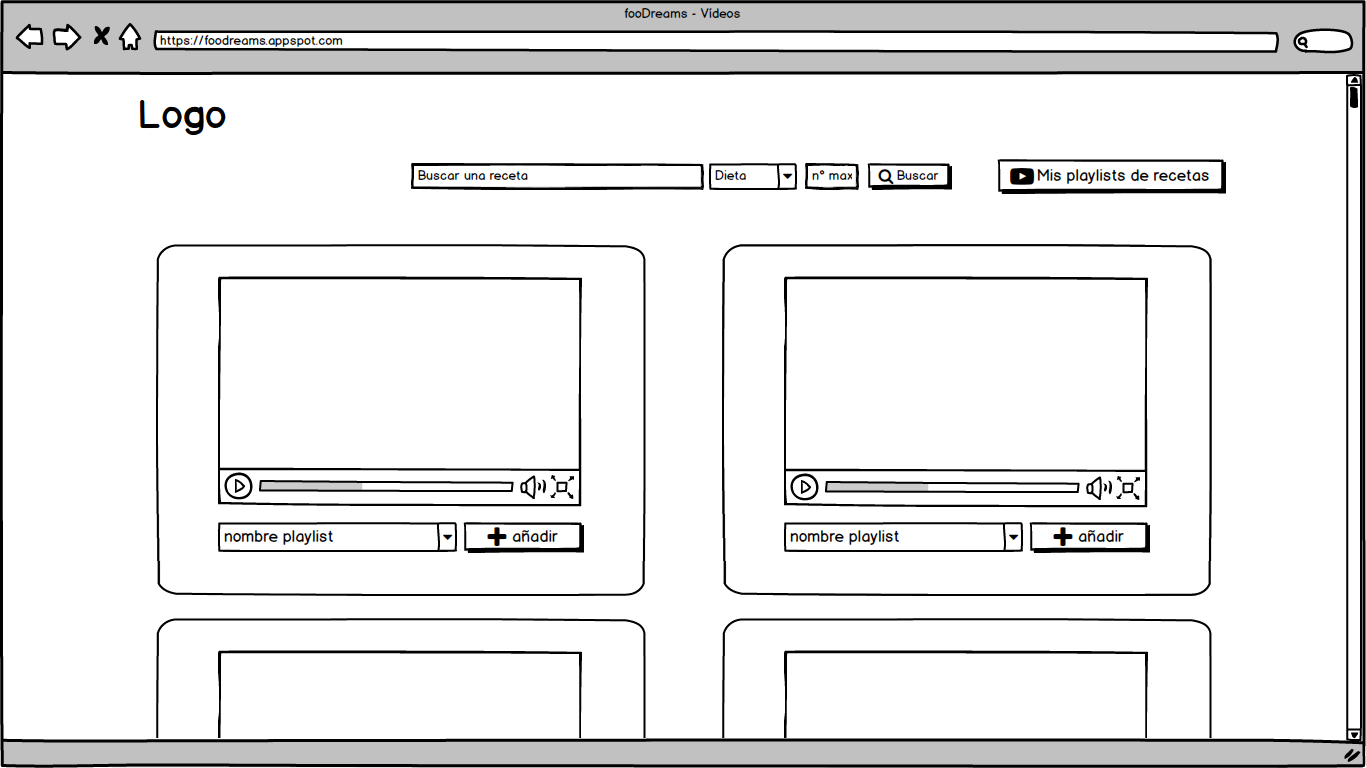 fooDreams - Videos
https://foodreams.appspot.com
Logo
Buscar una receta
Dieta
n° max
Buscar
Mis playlists de recetas
nombre playlist
añadir
nombre playlist
añadir